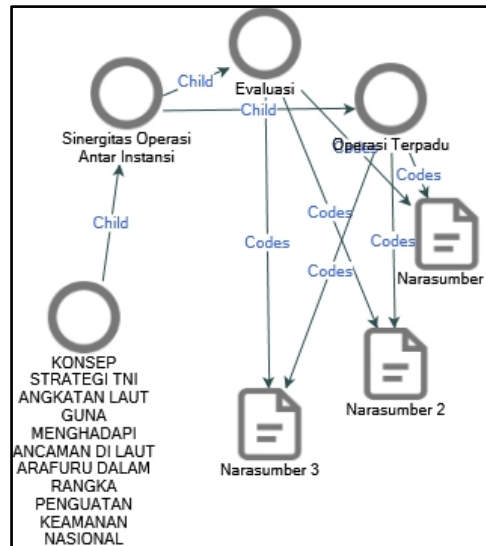 Child
Evaluasi
Child
Sinergitas Operasi
Antar Instansi
Operasi Terpadu
Codes
Codes
Child
Codes
Codes
Codes
Codes
Narasumber
KONSEP
STRATEGI TNI
ANGKATAN LAUT
GUNA
MENGHADAPI
ANCAMAN DI LAUT
ARAFURU DALAM
RANGKA
PENGUATAN
KEAMANAN
NASIONAL
Narasumber 2
Narasumber 3